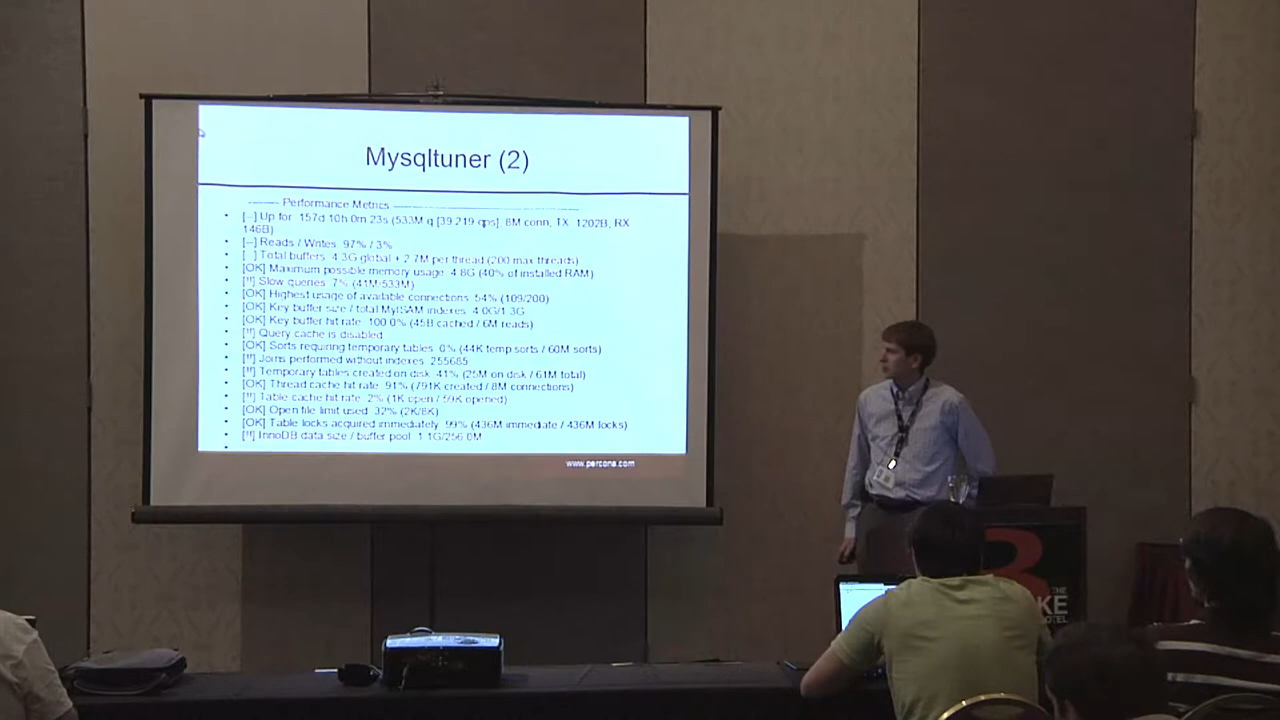 Mysqltuner (2)
------- Performance Metrics -------------------------------------------------
• [--] Up for: 157d 10h 0m 23s (533M q [39.219 qps], 8M conn, TX: 1202B, RX:
146B)
• [--] Reads / Writes: 97% / 3%
• [--] Total buffers: 4.3G global + 2.7M per thread (200 max threads)
• [OK] Maximum possible memory usage: 4.8G (40% of installed RAM)
• [!!] Slow queries: 7% (41M/533M)
• [OK] Highest usage of available connections: 54% (109/200)
• [OK] Key buffer size / total MyISAM indexes: 4.0G/1.3G
• [OK] Key buffer hit rate: 100.0% (45B cached / 6M reads)
• [!!] Query cache is disabled
• [OK] Sorts requiring temporary tables: 0% (44K temp sorts / 60M sorts)
• [!!] Joins performed without indexes: 255685
• [!!] Temporary tables created on disk: 41% (25M on disk / 61M total)
• [OK] Thread cache hit rate: 91% (791K created / 8M connections)
• [!!] Table cache hit rate: 2% (1K open / 59K opened)
• [OK] Open file limit used: 32% (2K/8K)
• [OK] Table locks acquired immediately: 99% (436M immediate / 436M locks)
• [!!] InnoDB data size / buffer pool: 1.1G/256.0M
www.percona.com
THE
KE
OTEL